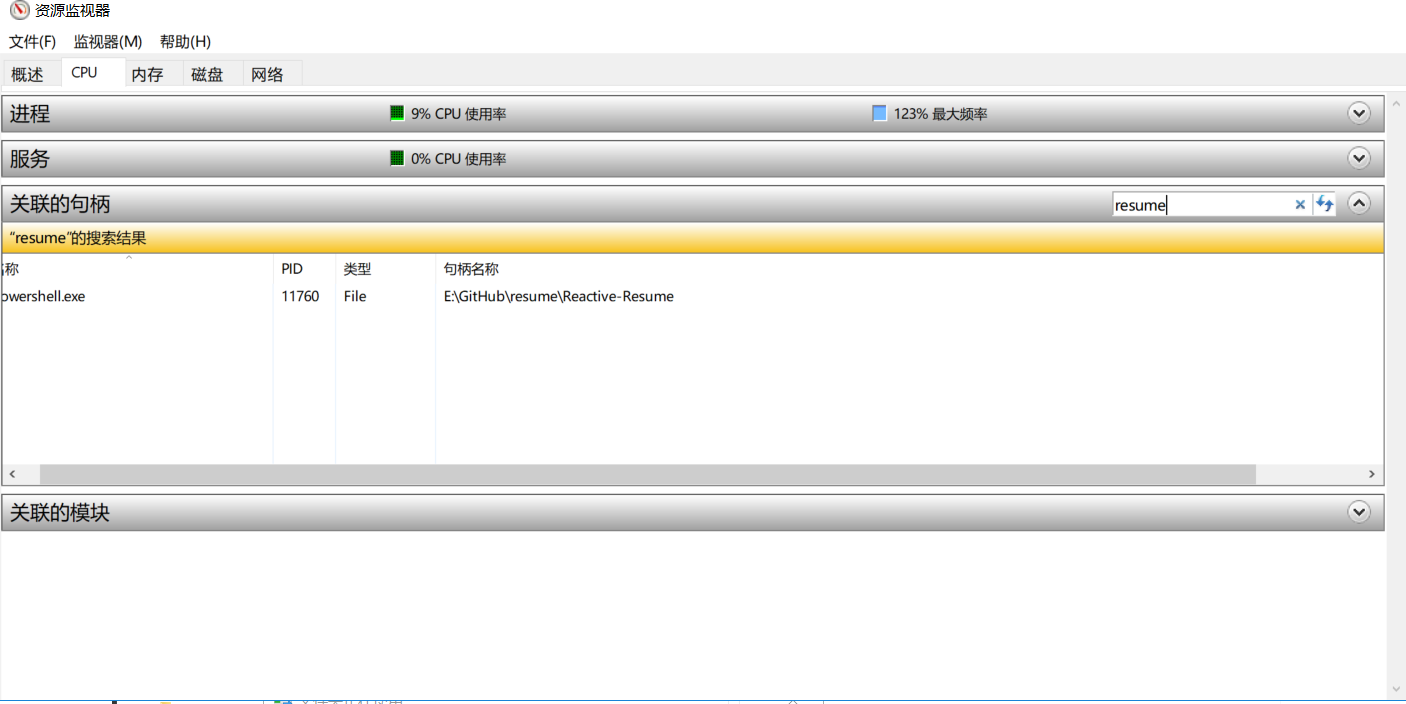 资源监视器
文件(F) 监视器(M) 帮助(H)
概述 CPU 内存 磁盘 网络
进程 9% CPU 使用率 123% 最大频率
服务 0% CPU 使用率
关联的句柄 resume
“resume”的搜索结果
称 PID 类型 句柄名称
owershell.exe 11760 File E:\GitHub\resume\Reactive-Resume
关联的模块